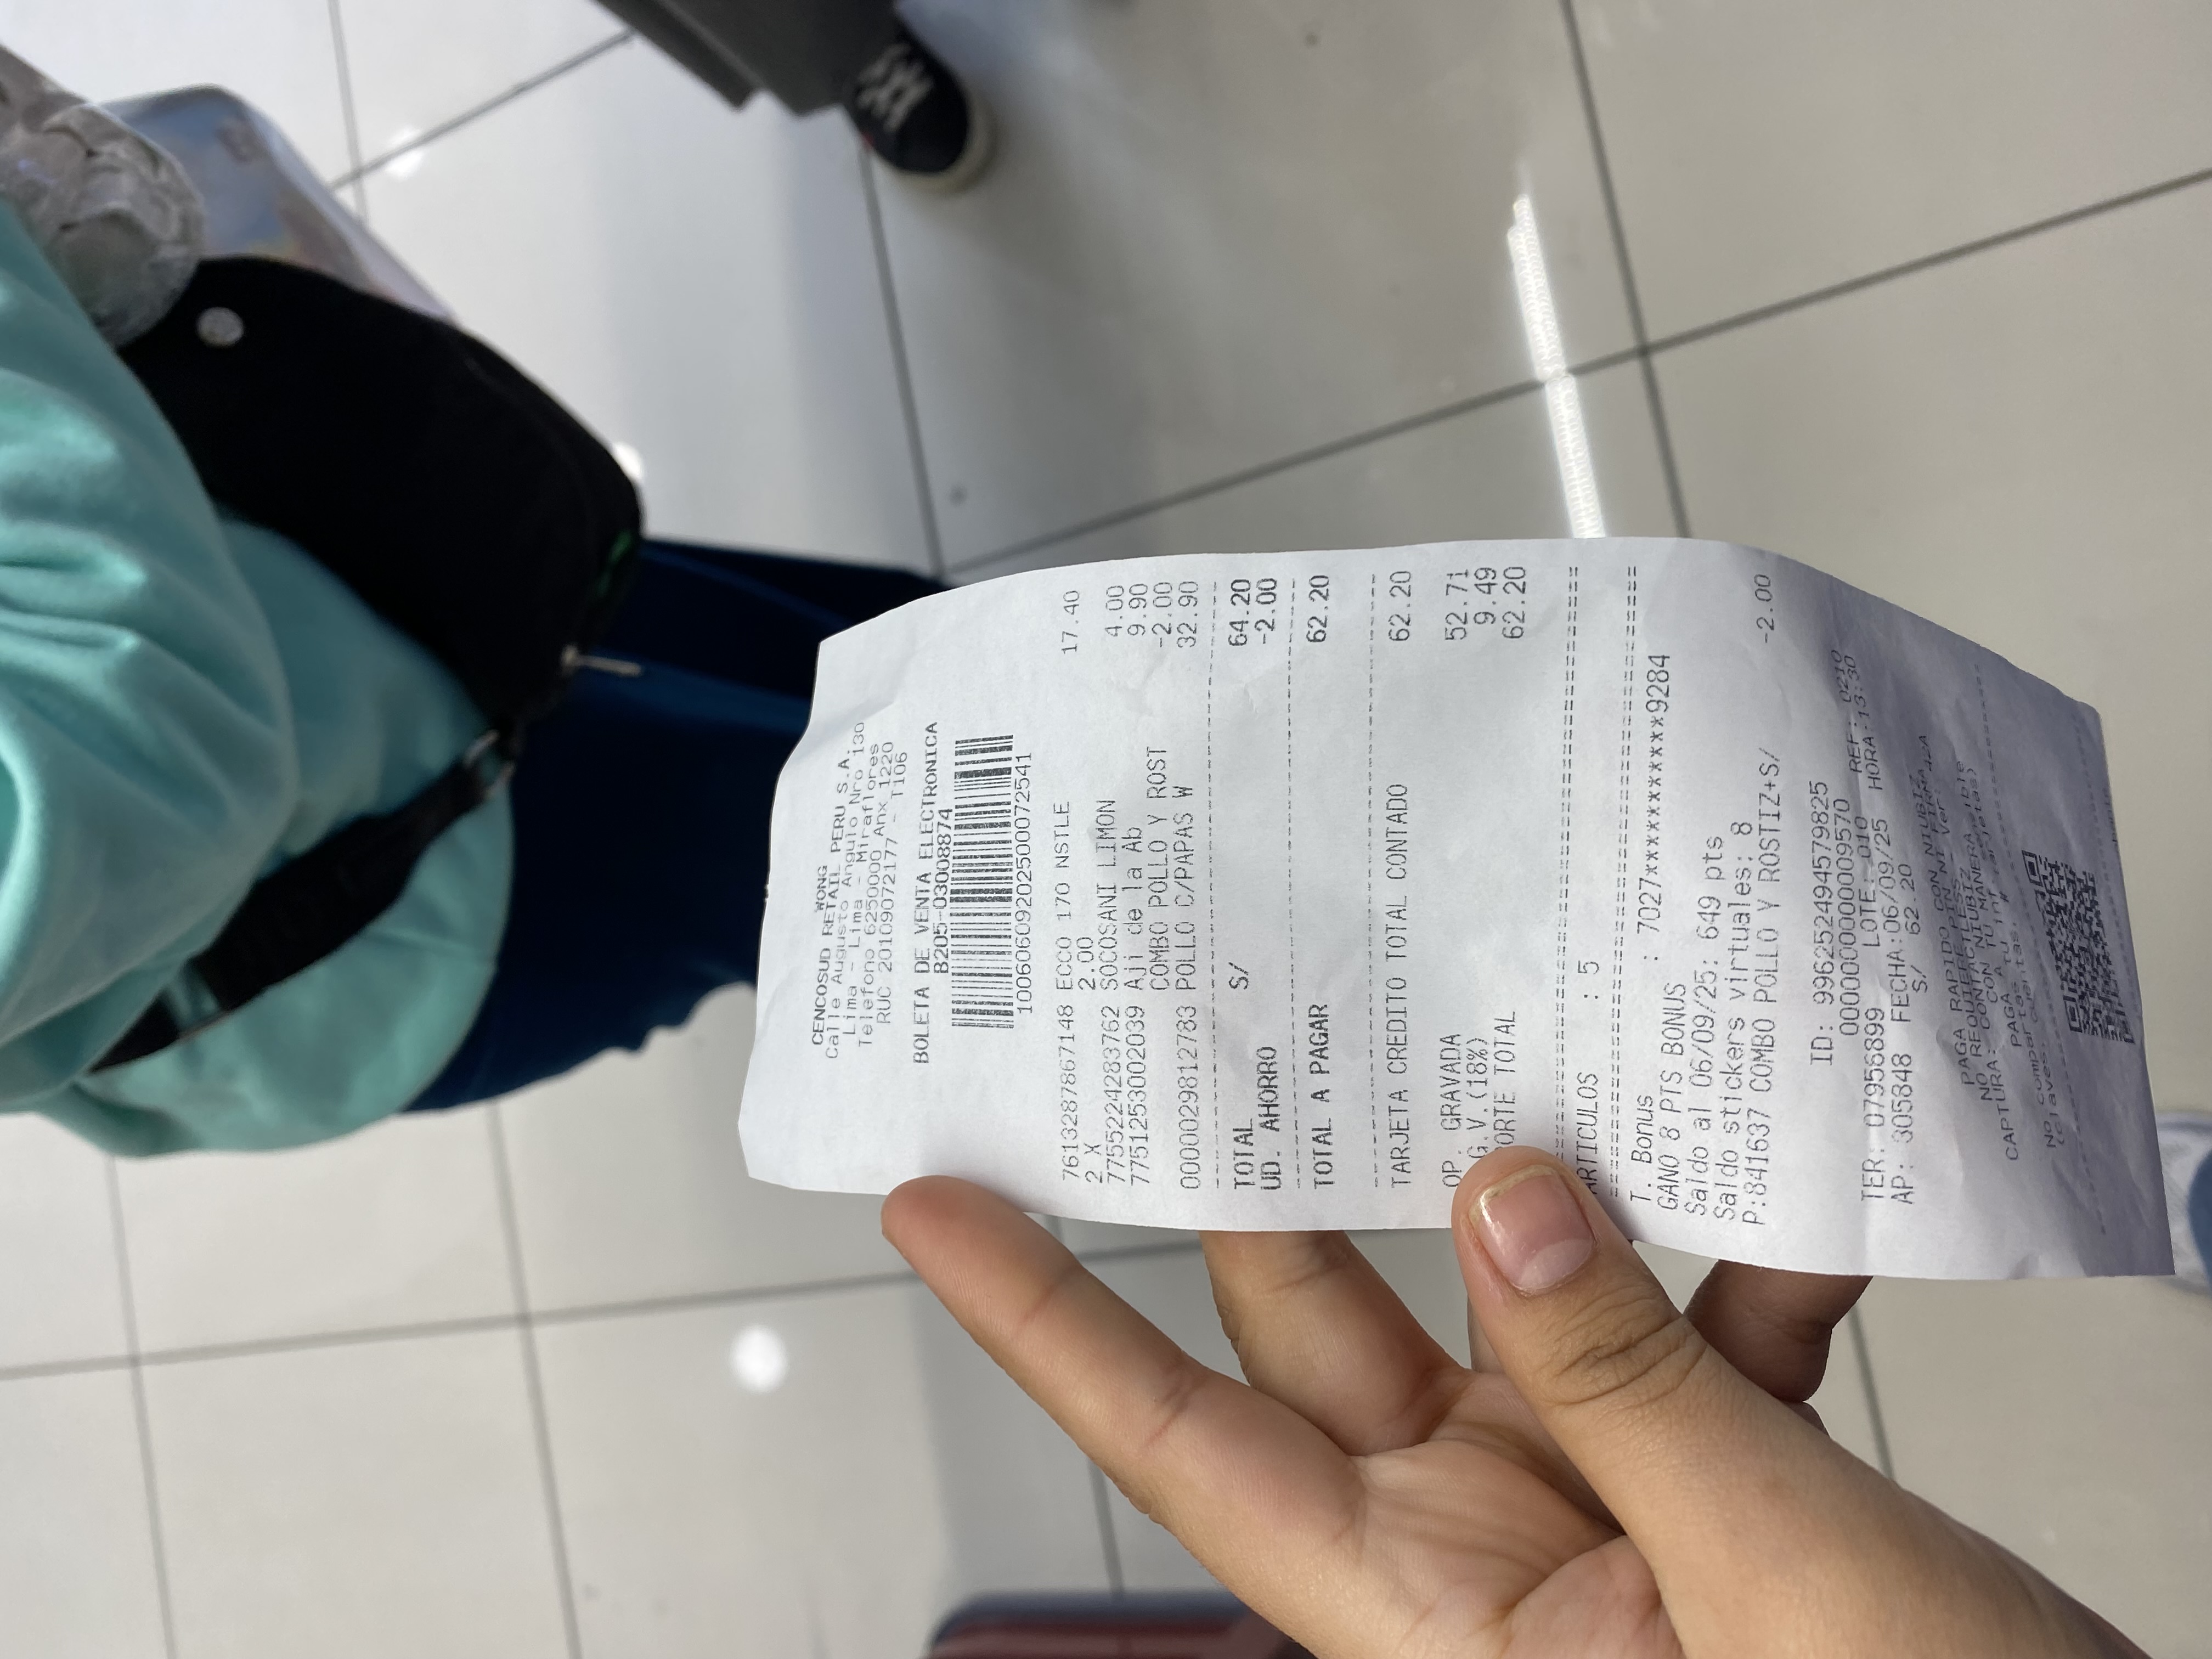 WONG
CENCOSUD RETAIL PERU S.A.
Calle Augusto Angulo Nro 130
Lima - Lima - Miraflores
Telefono 6250000 Anx 1220
RUC 20109072177 - T106
BOLETA DE VENTA ELECTRONICA
B205-03008874
10060609202500072541
7613287867148 ECCO 170 NSTLE 17.40
2 X 2.00
7755224283762 SOCOSANI LIMON 4.00
7751253002039 Aji de la Ab 9.90
COMBO POLLO Y ROST -2.00
0000029812783 POLLO C/PAPAS W 32.90
TOTAL S/ 64.20
UD. AHORRO -2.00
TOTAL A PAGAR 62.20
TARJETA CREDITO TOTAL CONTADO 62.20
OP. GRAVADA 52.71
G.V.(18%) 9.49
ORTE TOTAL 62.20
ARTICULOS : 5
T. Bonus : 7027***********9284
GANO 8 PTS BONUS
Saldo al 06/09/25: 649 pts
Saldo stickers virtuales: 8
P:841637 COMBO POLLO Y ROSTIZ+S/ -2.00
ID: 996252494579825
0000000000009570
TER: 07956899 LOTE: 010 REF: 0210
AP: 305848 FECHA:06/09/25 HORA:13:30
S/ 62.20
PAGA RAPIDO CON NIUBIZ
NO REQUIERE PIN NI FIRMA
CAPTURA: CONTACTLESS - Ver: 42A
CON NIUBIZ
PAGA A TU MANERA
No compartas tu inf sensible
(claves, cuentas, # tarjetas)